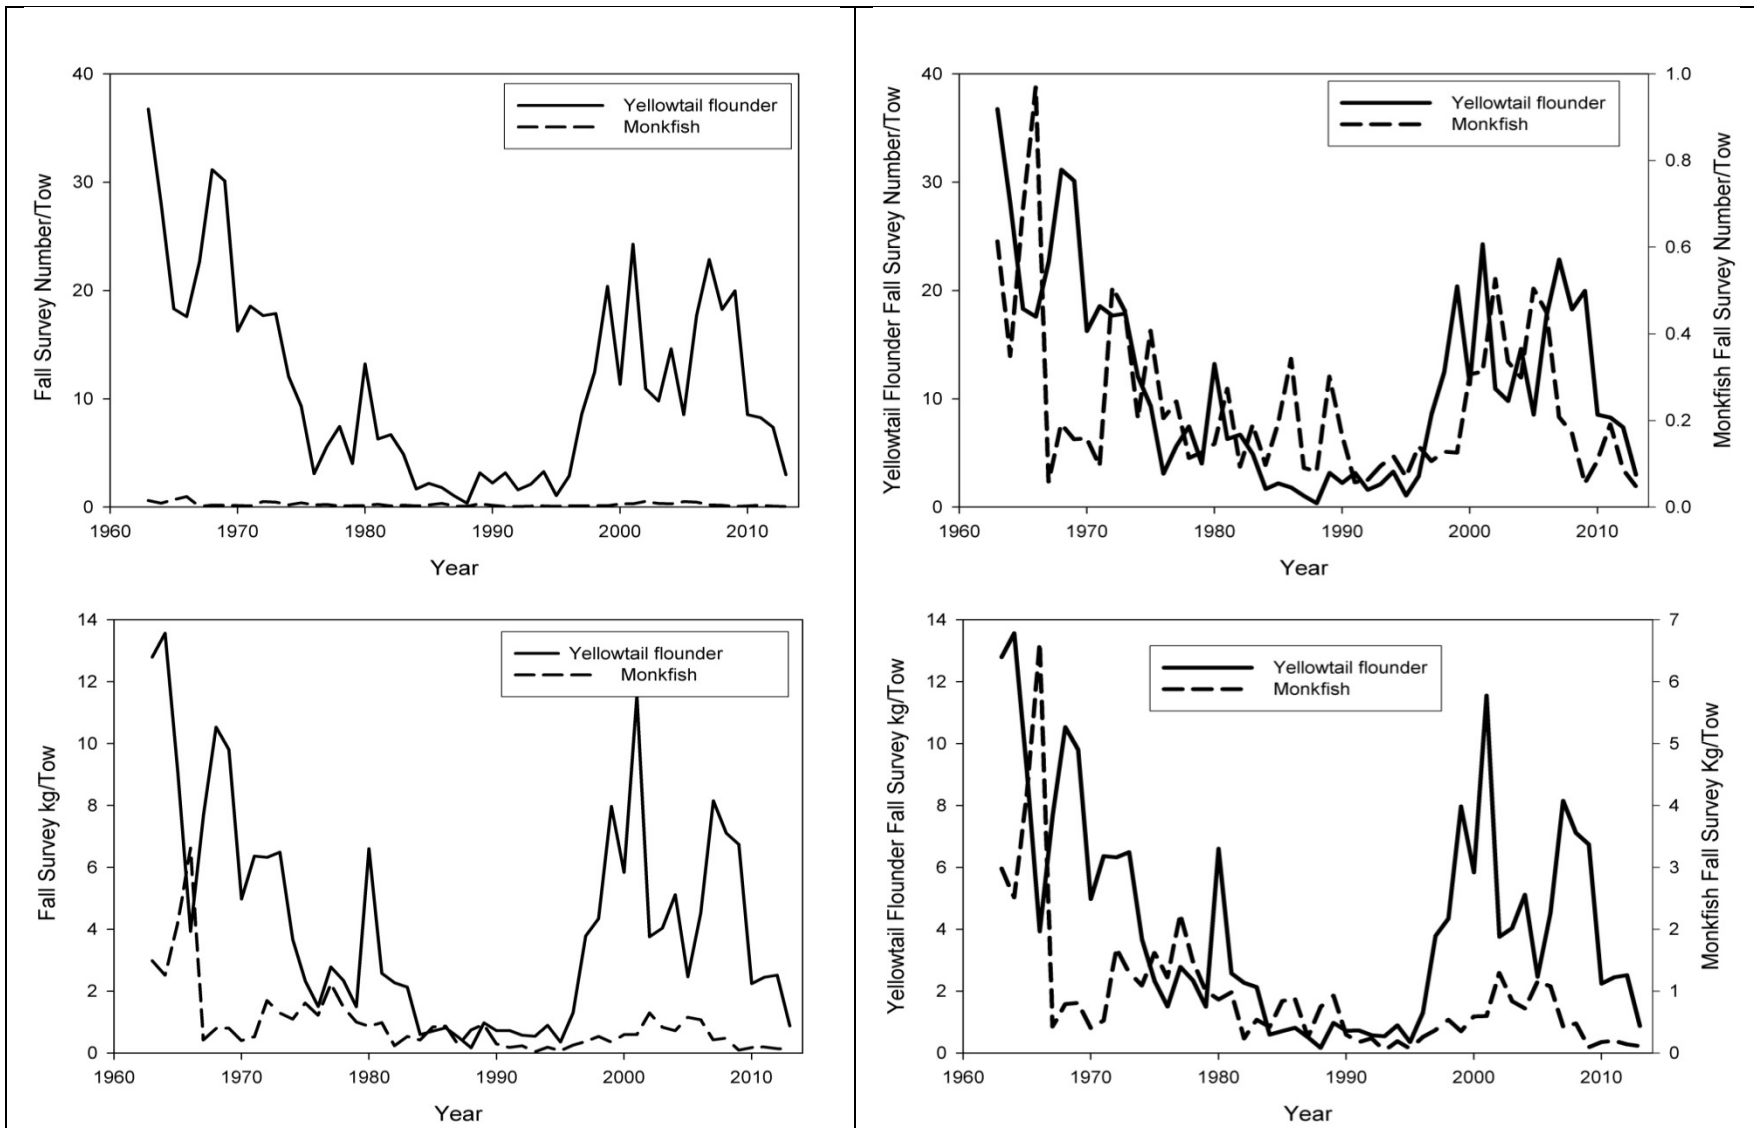 40
30
20
10
0
Fall Survey Number/Tow
Yellowtail flounder
Monkfish
1960 1970 1980 1990 2000 2010
Year
40
30
20
10
0
Yellowtail Flounder Fall Survey Number/Tow
Yellowtail flounder
Monkfish
1.0
0.8
0.6
0.4
0.2
0.0
Monkfish Fall Survey Number/Tow
1960 1970 1980 1990 2000 2010
Year
14
12
10
8
6
4
2
0
Fall Survey kg/Tow
Yellowtail flounder
Monkfish
1960 1970 1980 1990 2000 2010
Year
14
12
10
8
6
4
2
0
Yellowtail Flounder Fall Survey kg/Tow
Yellowtail flounder
Monkfish
7
6
5
4
3
2
1
0
Monkfish Fall Survey Kg/Tow
1960 1970 1980 1990 2000 2010
Year